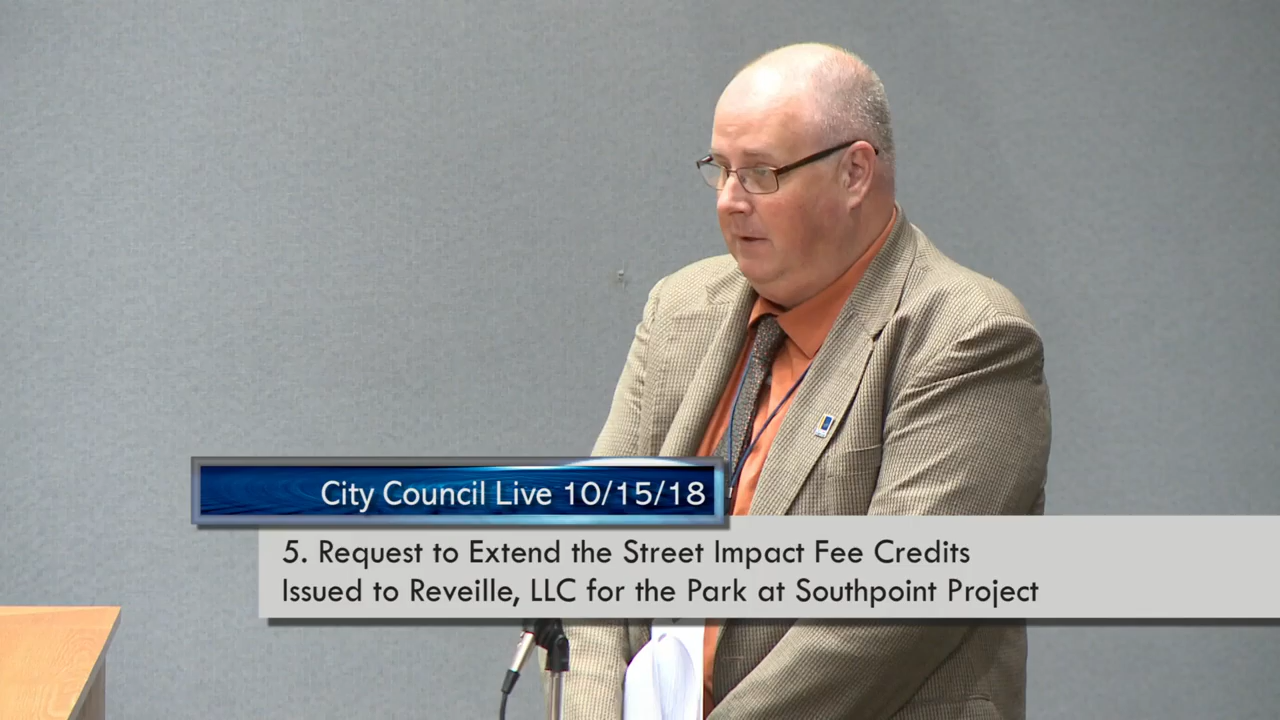 City Council Live 10/15/18
5. Request to Extend the Street Impact Fee Credits
Issued to Reveille, LLC for the Park at Southpoint Project